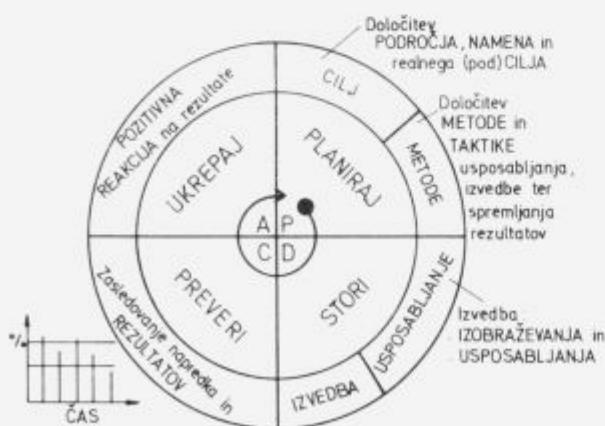 Določitev
PODROČJA, NAMENA in
realnega (pod) CILJA
CILJ
POZITIVNA
REAKCIJA na rezultate
Določitev
METODE in
TAKTIKE
usposabljanja,
izvedbe ter
spremljanja
rezultatov
METODE
UKREPAJ
PLANIRAJ
A P
C D
PREVERI
STORI
Zasledovanje napredka in
REZULTATOV
USPOSABLJANJE
IZVEDBA
Izvedba
IZOBRAŽEVANJA in
USPOSABLJANJA
ČAS